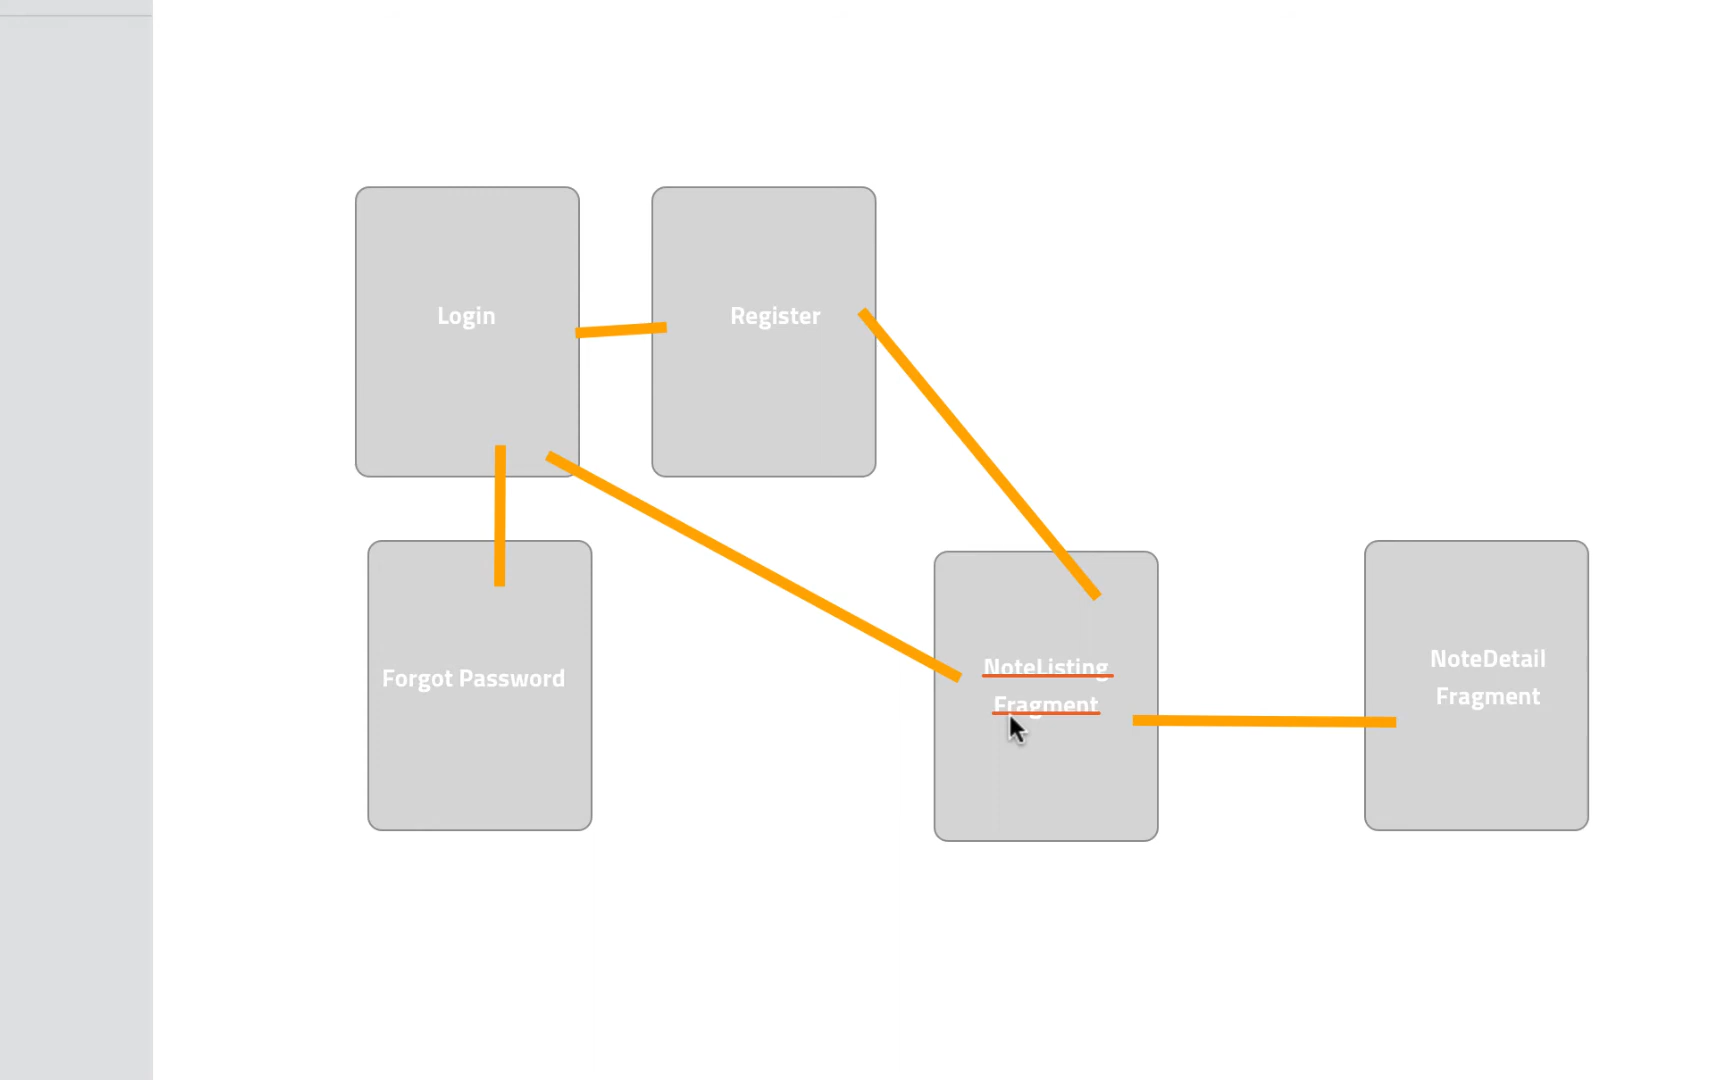 Login
Register
Forgot Password
NoteListing
Fragment
NoteDetail
Fragment